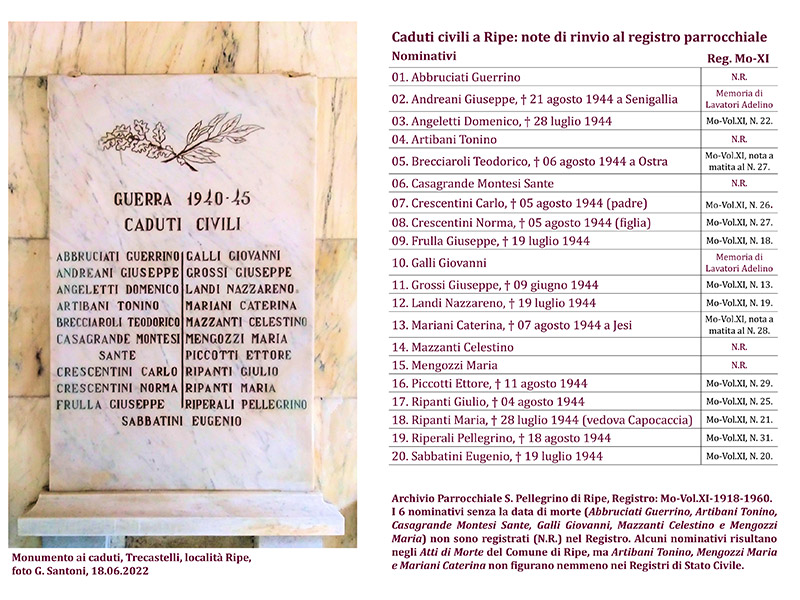 GUERRA 1940-45
CADUTI CIVILI
ABBRUCIATI GUERRINO
ANDREANI GIUSEPPE
ANGELETTI DOMENICO
ARTIBANI TONINO
BRECCIAROLI TEODORICO
CASAGRANDE MONTESI
SANTE
CRESCENTINI CARLO
CRESCENTINI NORMA
FRULLA GIUSEPPE
GALLI GIOVANNI
GROSSI GIUSEPPE
LANDI NAZZARENO
MARIANI CATERINA
MAZZANTI CELESTINO
MENGOZZI MARIA
PICCOTTI ETTORE
RIPANTI GIULIO
RIPANTI MARIA
RIPERALI PELLEGRINO
SABBATINI EUGENIO
Monumento ai caduti, Trecastelli, località Ripe,
foto G. Santoni, 18.06.2022
Caduti civili a Ripe: note di rinvio al registro parrocchiale
Nominativi Reg. Mo-XI
01. Abbruciati Guerrino N.R.
02. Andreani Giuseppe, † 21 agosto 1944 a Senigallia Memoria di
Lavatori Adelino
03. Angeletti Domenico, † 28 luglio 1944 Mo-Vol.XI, N. 22.
04. Artibani Tonino N.R.
05. Brecciaroli Teodorico, † 06 agosto 1944 a Ostra Mo-Vol.XI, nota a
matita al N. 27.
06. Casagrande Montesi Sante N.R.
07. Crescentini Carlo, † 05 agosto 1944 (padre) Mo-Vol.XI, N. 26.
08. Crescentini Norma, † 05 agosto 1944 (figlia) Mo-Vol.XI, N. 27.
09. Frulla Giuseppe, † 19 luglio 1944 Mo-Vol.XI, N. 18.
10. Galli Giovanni Memoria di
Lavatori Adelino
11. Grossi Giuseppe, † 09 giugno 1944 Mo-Vol.XI, N. 13.
12. Landi Nazzareno, † 19 luglio 1944 Mo-Vol.XI, N. 19.
13. Mariani Caterina, † 07 agosto 1944 a Jesi Mo-Vol.XI, nota a
matita al N. 28.
14. Mazzanti Celestino N.R.
15. Mengozzi Maria N.R.
16. Piccotti Ettore, † 11 agosto 1944 Mo-Vol.XI, N. 29.
17. Ripanti Giulio, † 04 agosto 1944 Mo-Vol.XI, N. 25.
18. Ripanti Maria, † 28 luglio 1944 (vedova Capocaccia) Mo-Vol.XI, N. 21.
19. Riperali Pellegrino, † 18 agosto 1944 Mo-Vol.XI, N. 31.
20. Sabbatini Eugenio, † 19 luglio 1944 Mo-Vol.XI, N. 20.
Archivio Parrocchiale S. Pellegrino di Ripe, Registro: Mo-Vol.XI-1918-1960.
I 6 nominativi senza la data di morte (Abbruciati Guerrino, Artibani Tonino,
Casagrande Montesi Sante, Galli Giovanni, Mazzanti Celestino e Mengozzi
Maria) non sono registrati (N.R.) nel Registro. Alcuni nominativi risultano
negli Atti di Morte del Comune di Ripe, ma Artibani Tonino, Mengozzi Maria
e Mariani Caterina non figurano nemmeno nei Registri di Stato Civile.